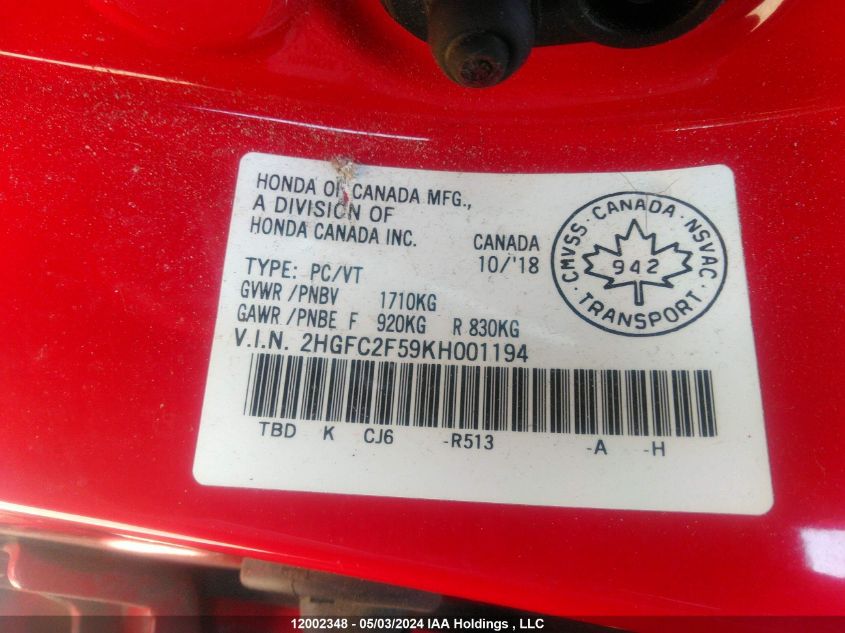 HONDA OF CANADA MFG.,
A DIVISION OF
HONDA CANADA INC.
CANADA
10/'18
TYPE: PC/VT
GVWR /PNBV 1710KG
GAWR /PNBE F 920KG R 830KG
V.I.N. 2HGFC2F59KH001194
TBD K CJ6 -R513 -A -H
CMVSS · CANADA · NSVAC · TRANSPORT ·
942
12002348 - 05/03/2024 IAA Holdings , LLC